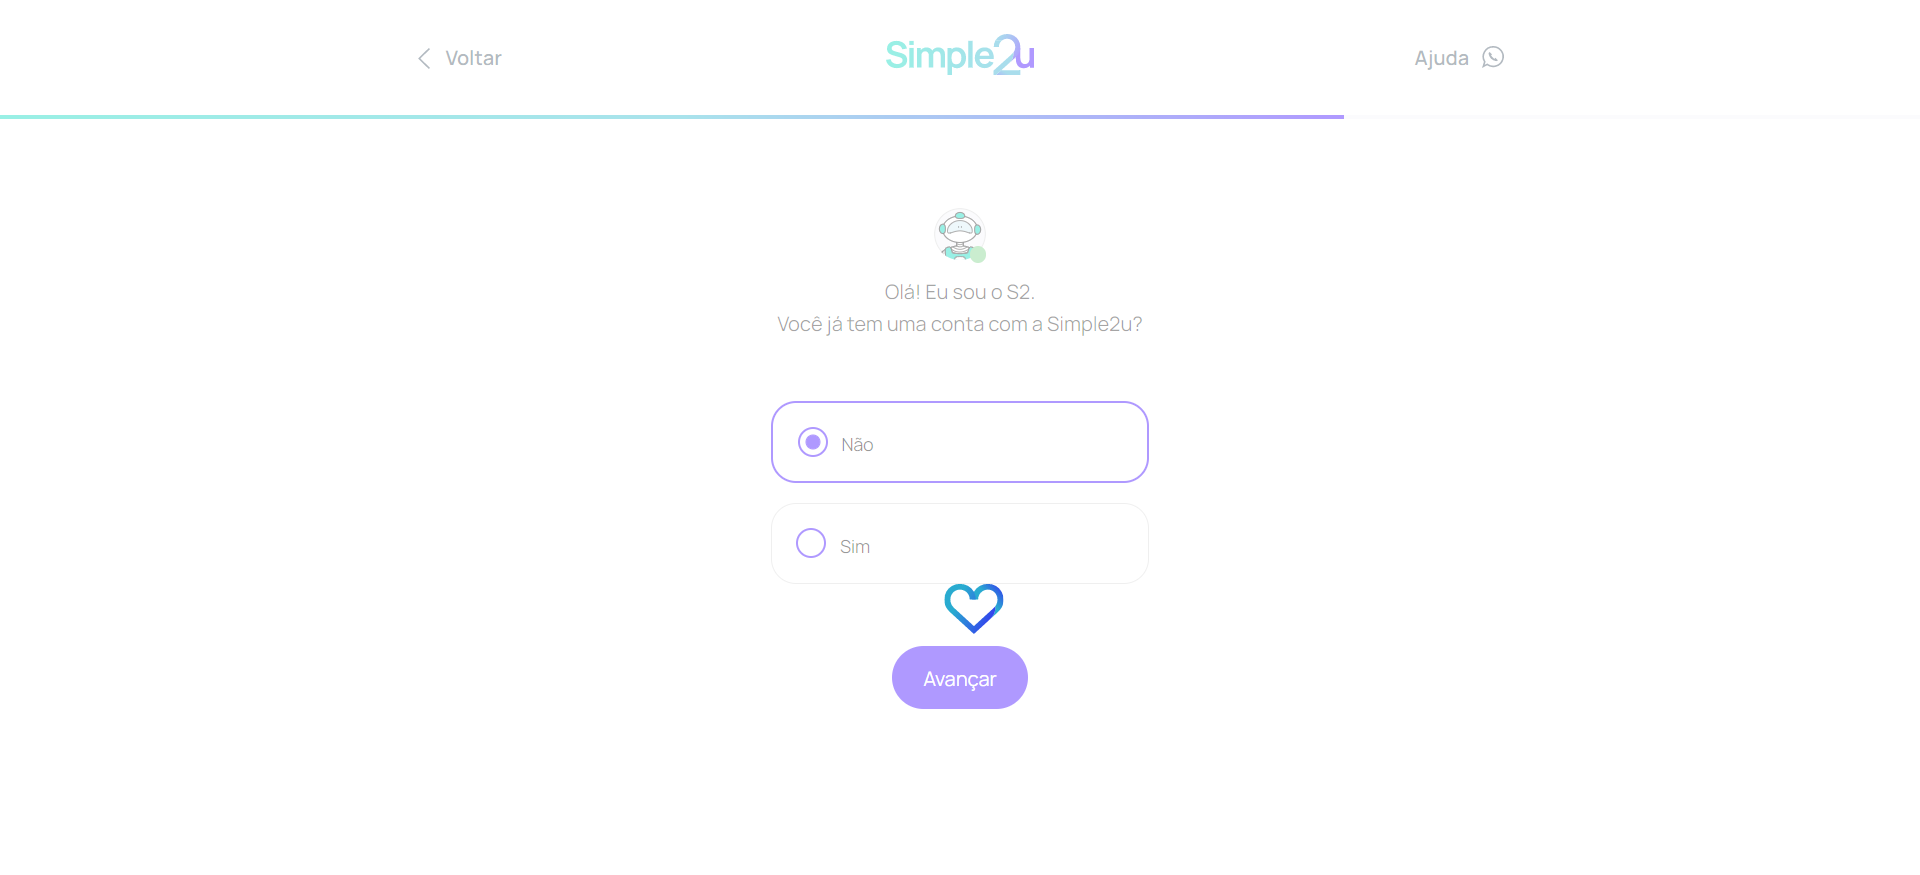 Voltar
Simple2u
Ajuda
Olá! Eu sou o S2.
Você já tem uma conta com a Simple2u?
Não
Sim
Avançar